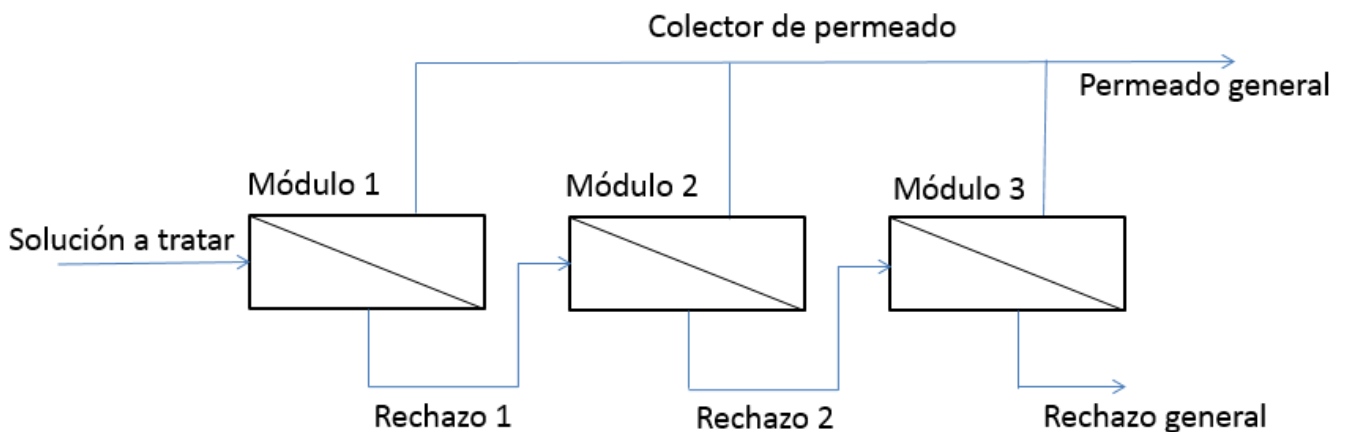 Colector de permeado
Permeado general
Módulo 1
Módulo 2
Módulo 3
Solución a tratar
Rechazo 1
Rechazo 2
Rechazo general